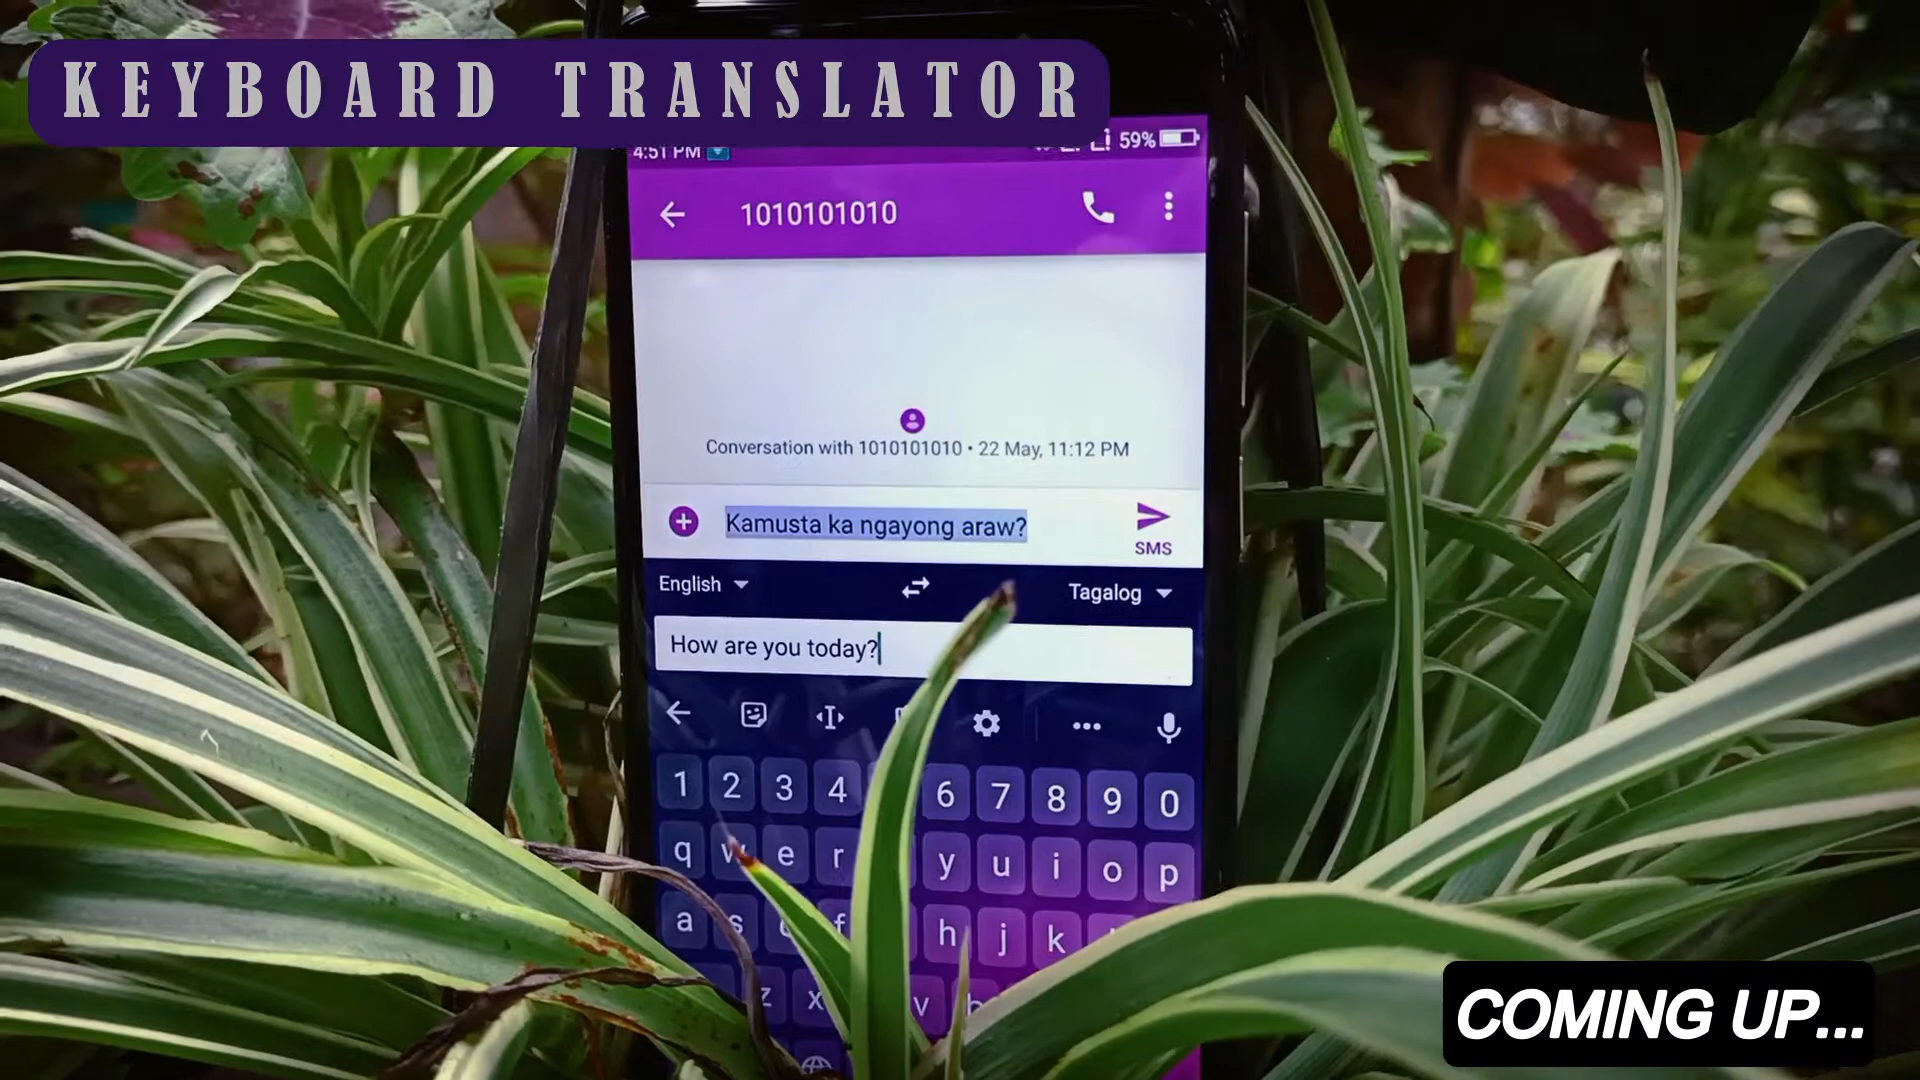 KEYBOARD TRANSLATOR
4:51 PM
59%
1010101010
Conversation with 1010101010 • 22 May, 11:12 PM
Kamusta ka ngayong araw?
SMS
English
Tagalog
How are you today?
1 2 3 4 6 7 8 9 0
q w e r y u i o p
a s f h j k
z x v b
COMING UP...